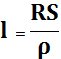 l = RS/ρ